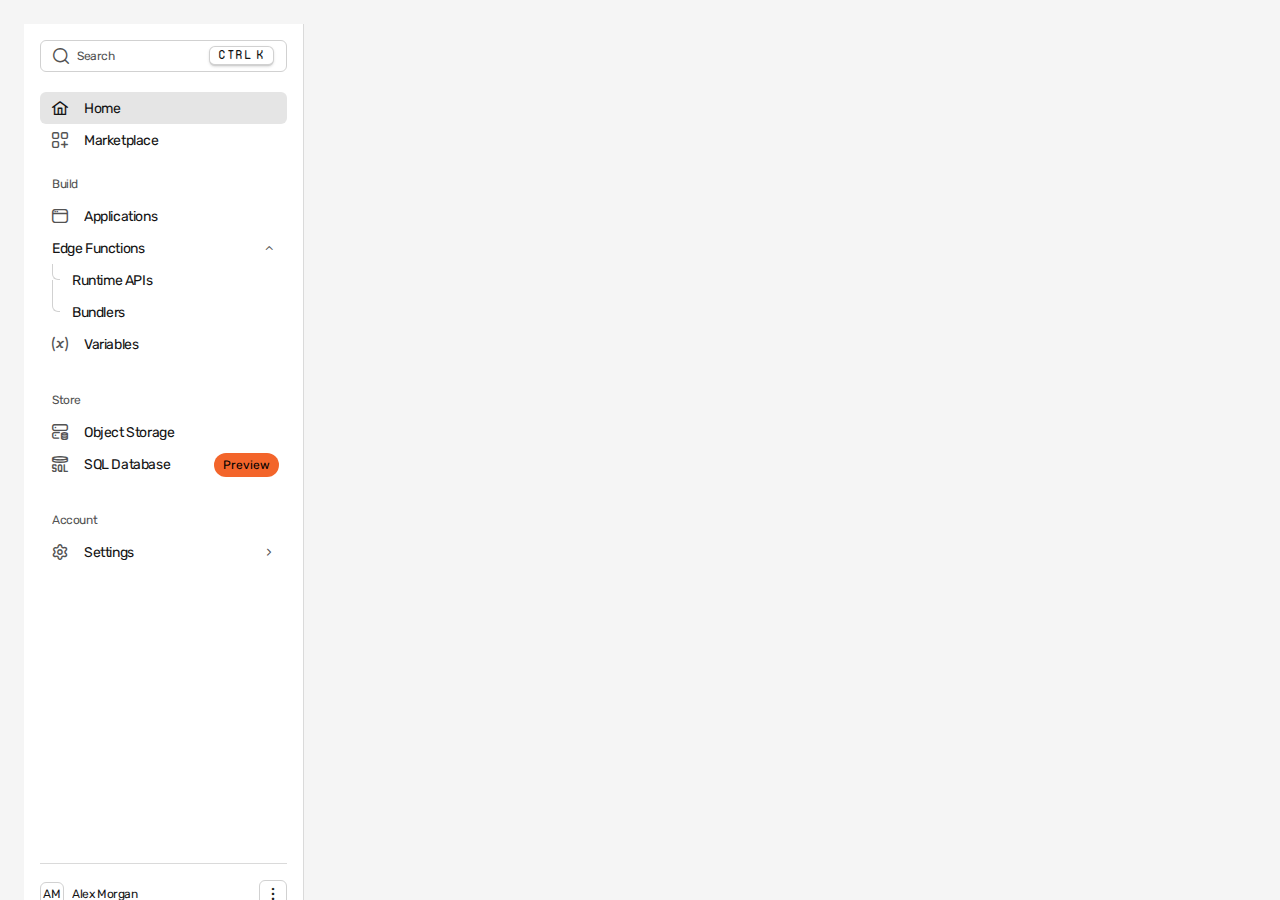 Search CTRL K
Home
Marketplace
Build
Applications
Edge Functions
Runtime APIs
Bundlers
(x) Variables
Store
Object Storage
SQL SQL Database Preview
Account
Settings
AM Alex Morgan